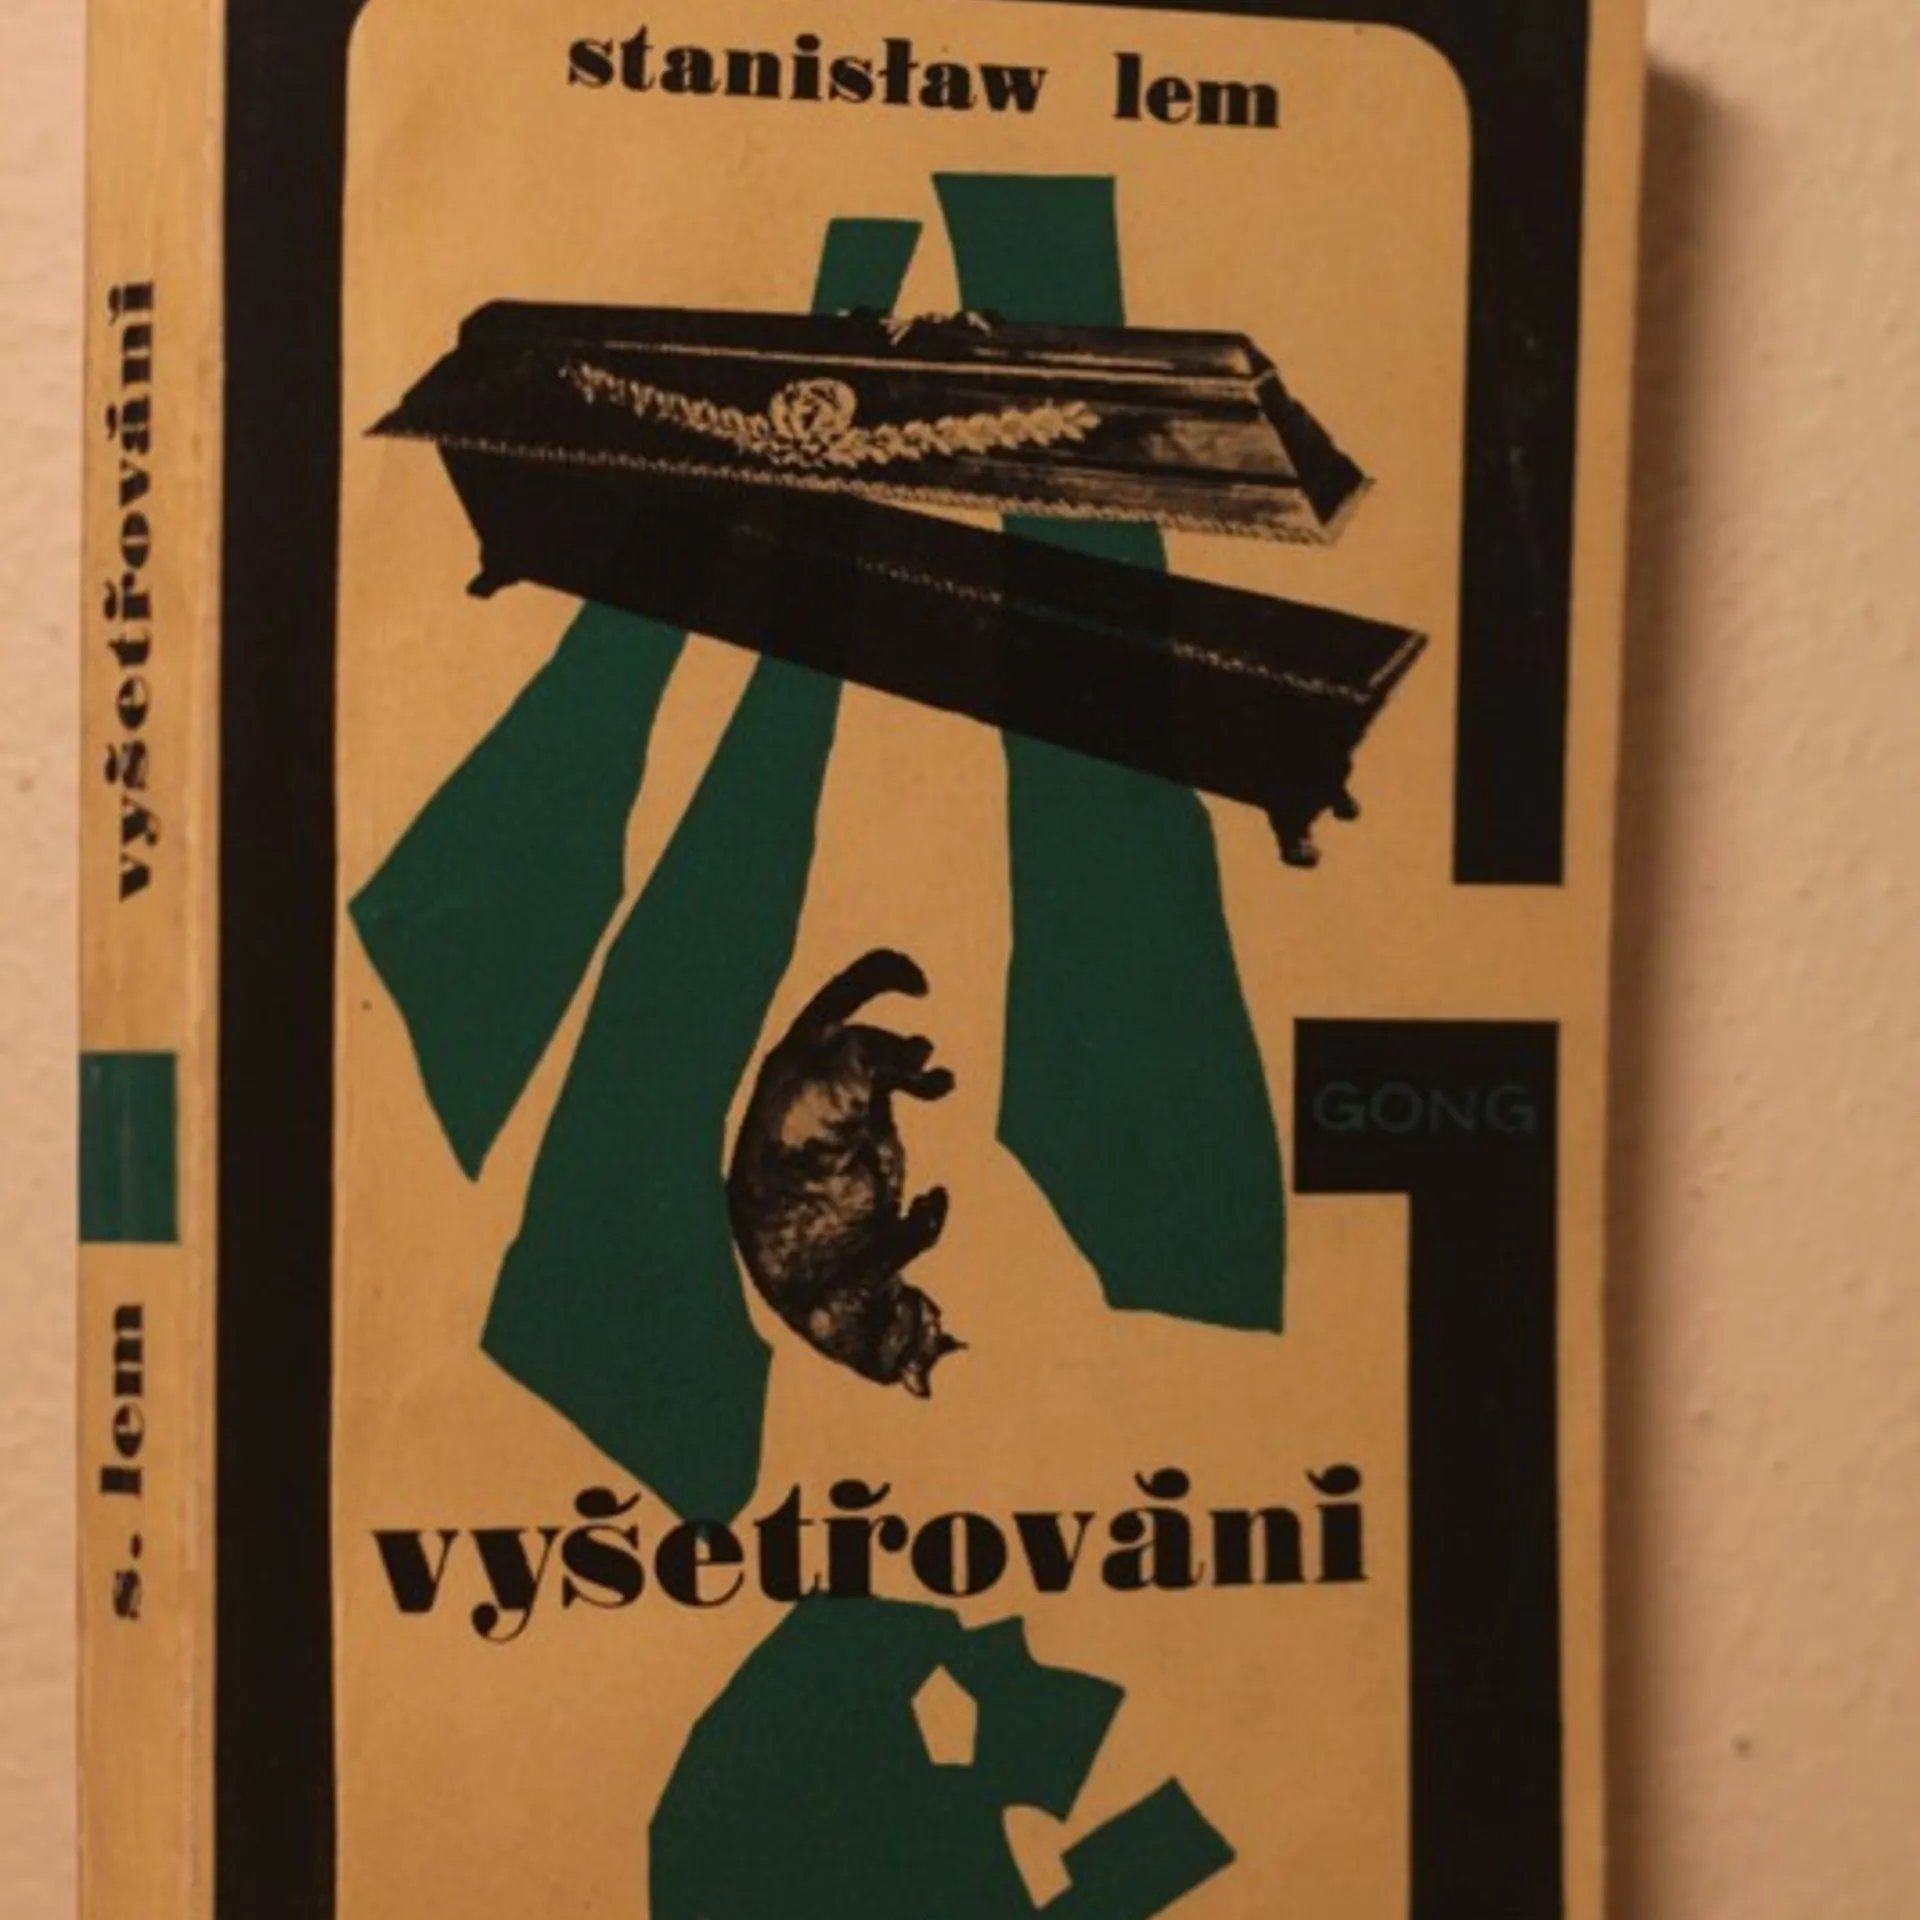 stanisław lem
GONG
vyšetřování
vyšetřování
s. lem